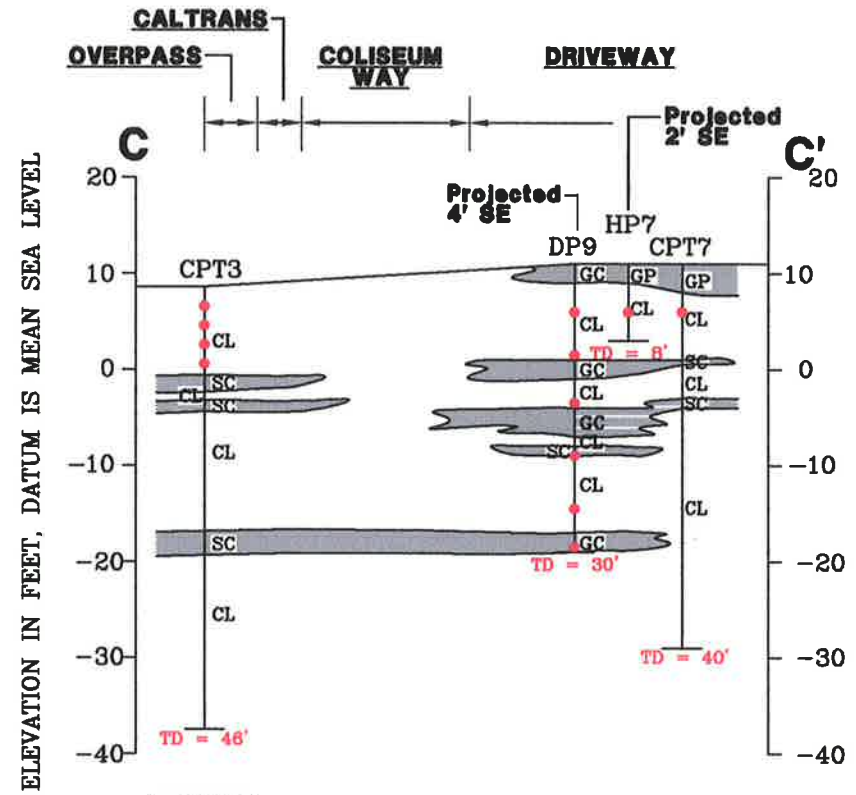 CALTRANS
OVERPASS
COLISEUM
WAY
DRIVEWAY
Projected
2' SE
C
C'
20
20
Projected
4' SE
HP7
DP9
CPT7
CPT3
10
10
GC
GP
GP
CL
CL
CL
CL
TD = 8'
0
0
SC
GC
SC
CL
CL
CL
SC
SC
GC
CL
SC
CL
-10
-10
CL
CL
SC
GC
-20
-20
TD = 30'
CL
-30
-30
TD = 40'
TD = 46'
-40
-40
ELEVATION IN FEET, DATUM IS MEAN SEA LEVEL